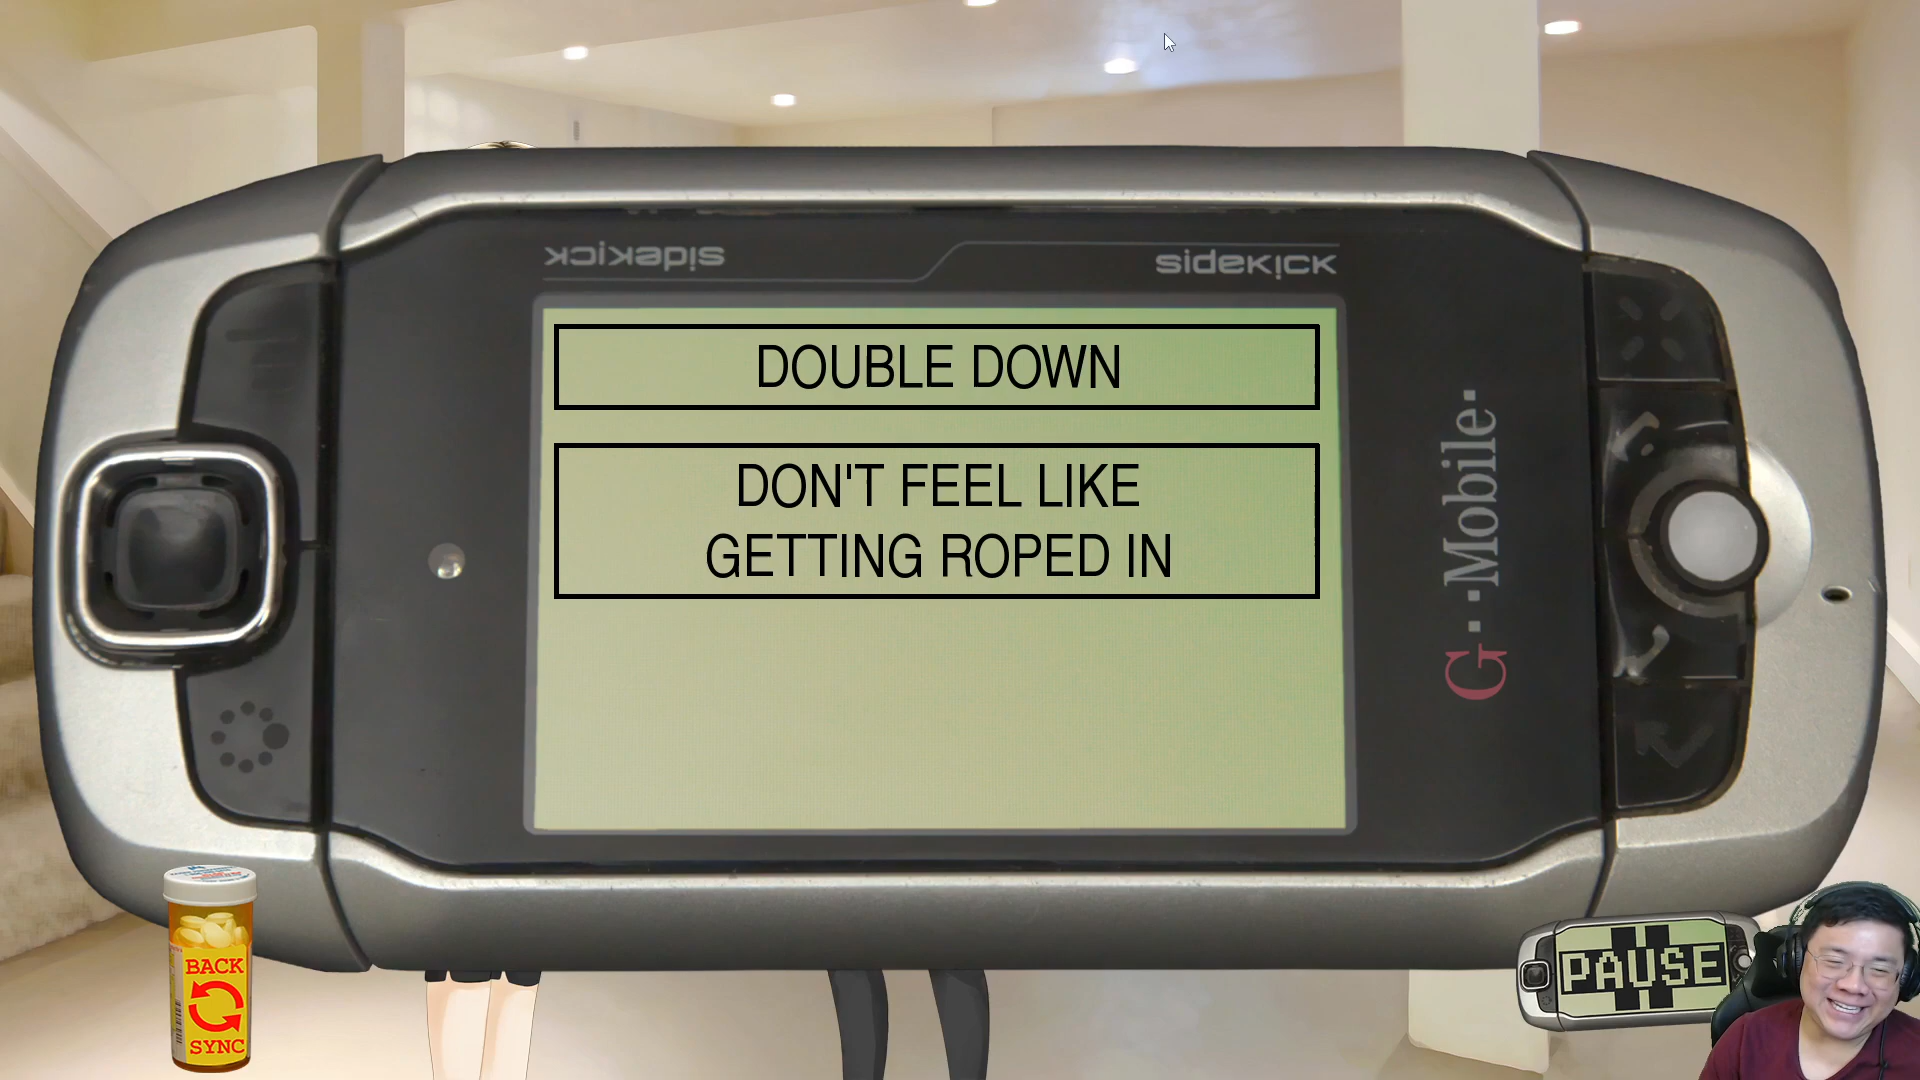 sidekick
sidekick
DOUBLE DOWN
DON'T FEEL LIKE
GETTING ROPED IN
G··Mobile·
BACK
SYNC
PAUSE